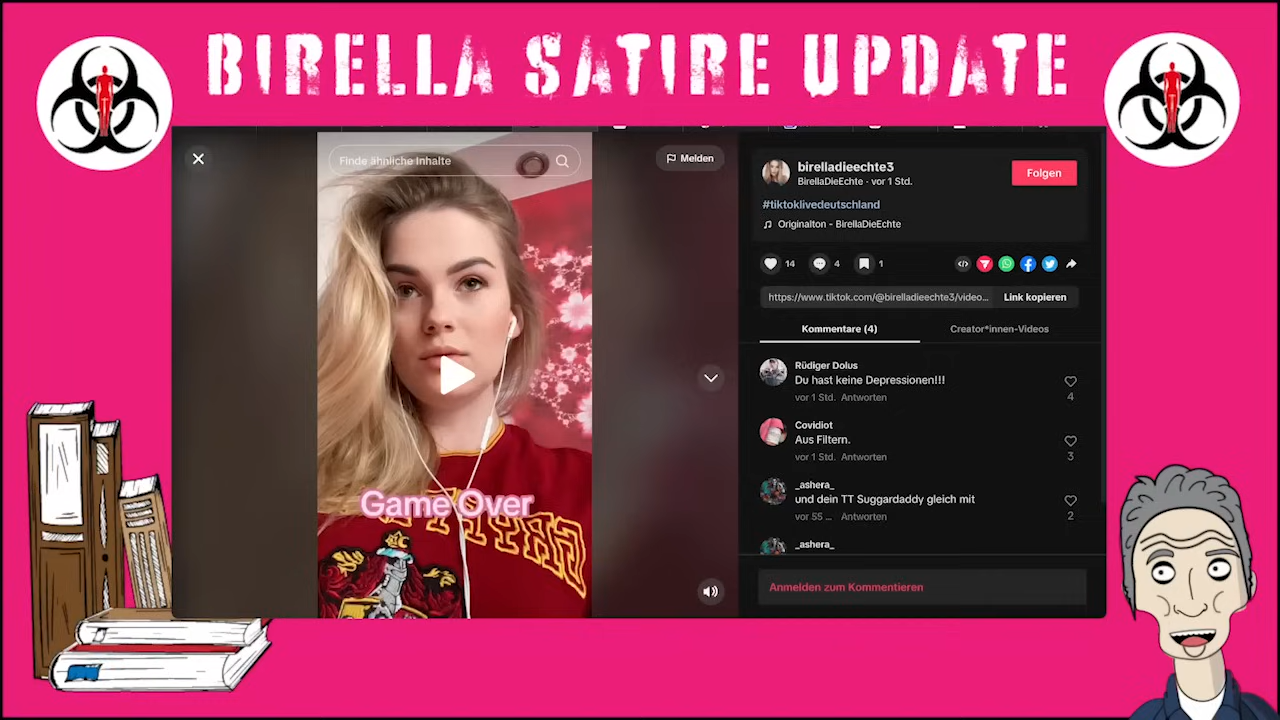 BIRELLA SATIRE UPDATE
Finde ähnliche Inhalte
Melden
birelladieechte3
BirellaDieEchte · vor 1 Std.
Folgen
#tiktoklivedeutschland
Originalton - BirellaDieEchte
14
4
1
https://www.tiktok.com/@birelladieechte3/video...
Link kopieren
Kommentare (4)
Creator*innen-Videos
Rüdiger Dolus
Du hast keine Depressionen!!!
vor 1 Std. Antworten
4
Covidiot
Aus Filtern.
vor 1 Std. Antworten
3
_ashera_
und dein TT Suggardaddy gleich mit
vor 55 ... Antworten
2
_ashera_
Anmelden zum Kommentieren
Game Over